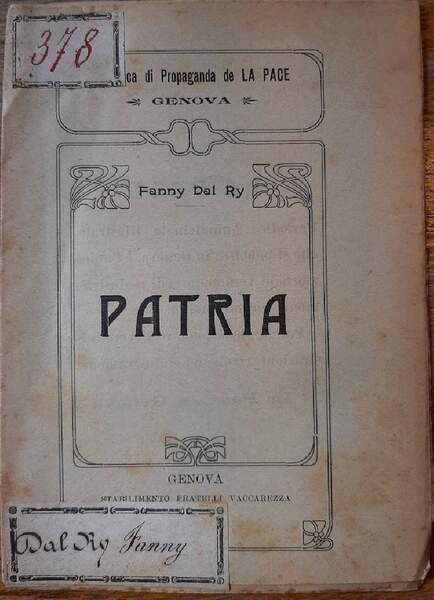 378
ca di Propaganda de LA PACE
GENOVA
Fanny Dal Ry
PATRIA
GENOVA
STABILIMENTO FRATELLI VACCAREZZA
Dal Ry Fanny